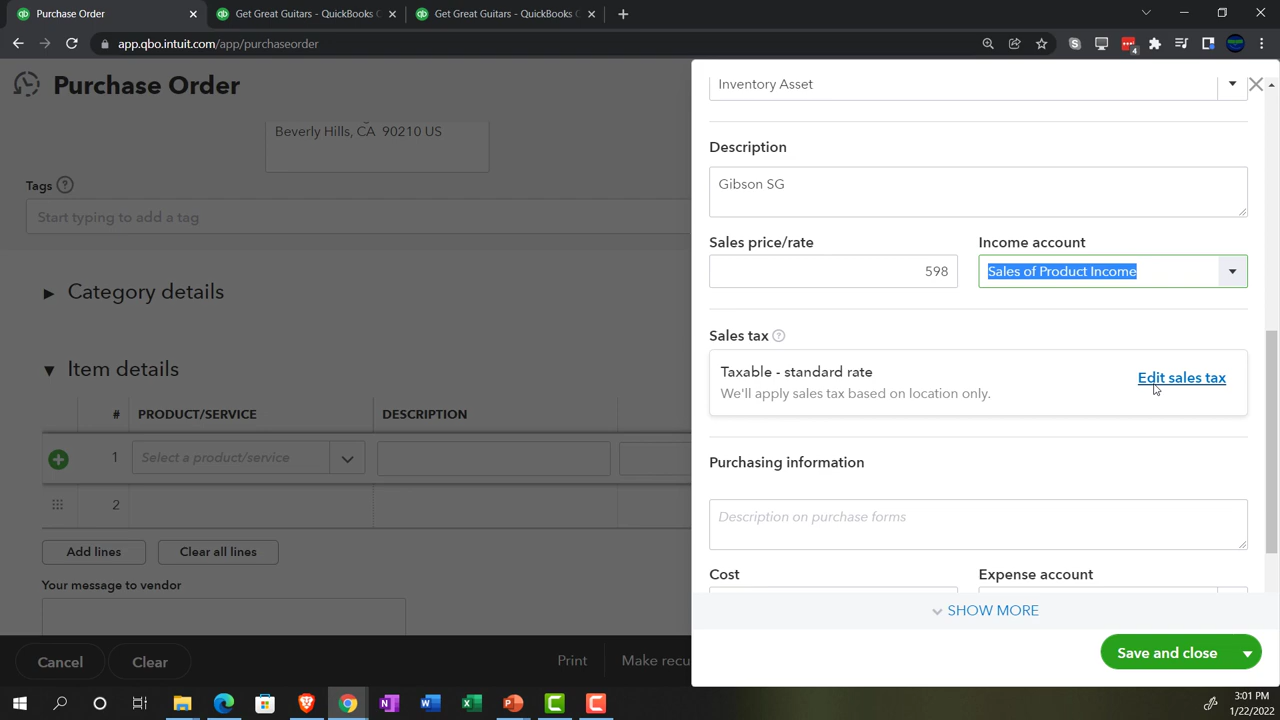 Purchase Order
Get Great Guitars - QuickBooks C
Get Great Guitars - QuickBooks C
app.qbo.intuit.com/app/purchaseorder
4
Purchase Order
Beverly Hills, CA 90210 US
Tags ?
Start typing to add a tag
Category details
Item details
# PRODUCT/SERVICE DESCRIPTION
1 Select a product/service
2
Add lines Clear all lines
Your message to vendor
Cancel Clear Print Make recu
Inventory Asset
Description
Gibson SG
Sales price/rate Income account
598 Sales of Product Income
Sales tax ?
Taxable - standard rate
Edit sales tax
We'll apply sales tax based on location only.
Purchasing information
Description on purchase forms
Cost Expense account
SHOW MORE
Save and close
3:01 PM
1/22/2022